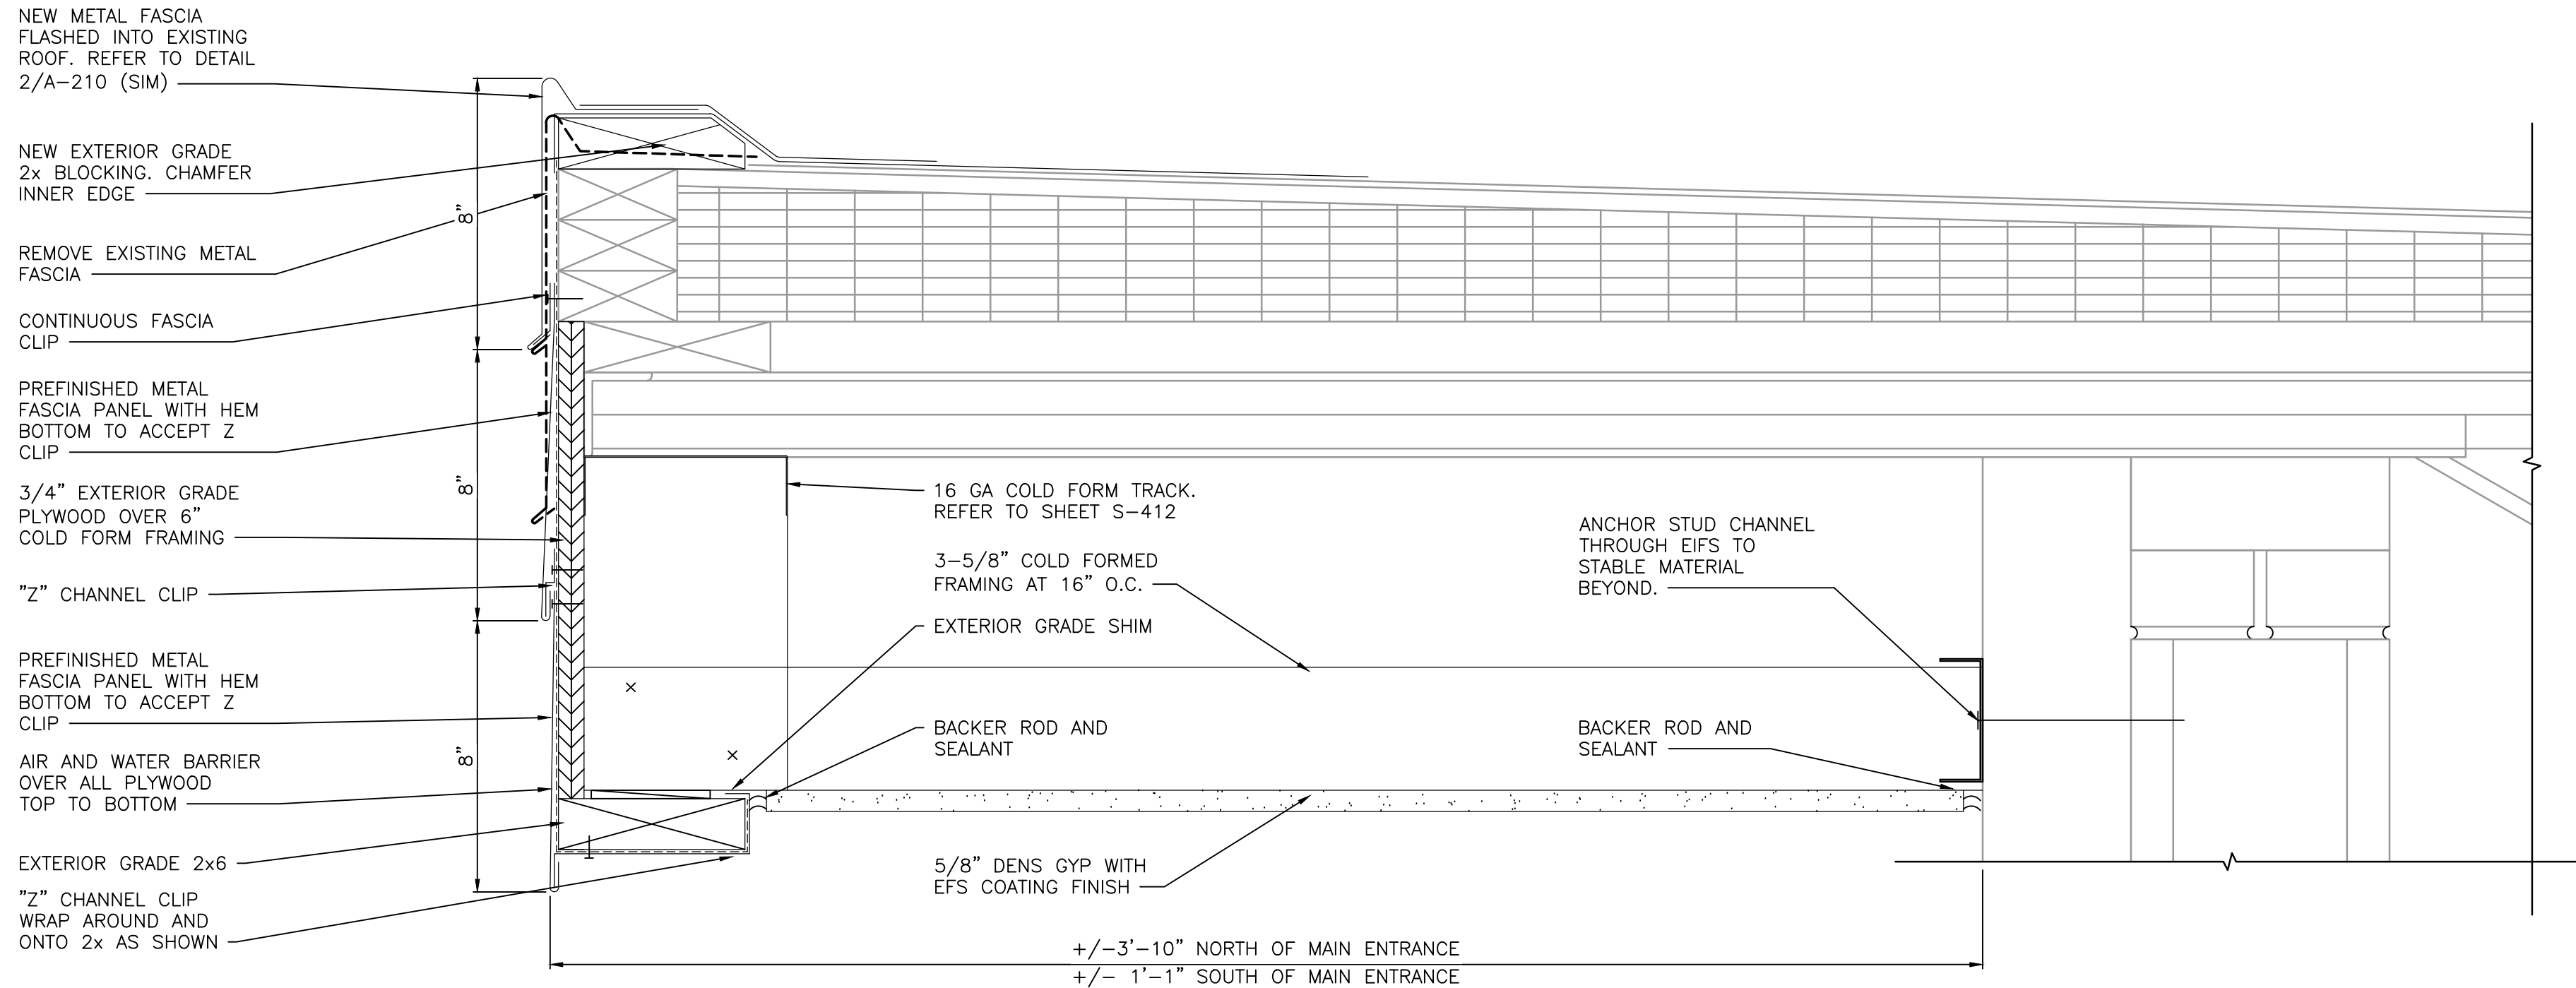 NEW METAL FASCIA
FLASHED INTO EXISTING
ROOF. REFER TO DETAIL
2/A-210 (SIM)
NEW EXTERIOR GRADE
2x BLOCKING. CHAMFER
INNER EDGE
REMOVE EXISTING METAL
FASCIA
CONTINUOUS FASCIA
CLIP
PREFINISHED METAL
FASCIA PANEL WITH HEM
BOTTOM TO ACCEPT Z
CLIP
3/4" EXTERIOR GRADE
PLYWOOD OVER 6"
COLD FORM FRAMING
"Z" CHANNEL CLIP
PREFINISHED METAL
FASCIA PANEL WITH HEM
BOTTOM TO ACCEPT Z
CLIP
AIR AND WATER BARRIER
OVER ALL PLYWOOD
TOP TO BOTTOM
EXTERIOR GRADE 2x6
"Z" CHANNEL CLIP
WRAP AROUND AND
ONTO 2x AS SHOWN
8"
8"
8"
16 GA COLD FORM TRACK.
REFER TO SHEET S-412
3-5/8" COLD FORMED
FRAMING AT 16" O.C.
EXTERIOR GRADE SHIM
BACKER ROD AND
SEALANT
5/8" DENS GYP WITH
EFS COATING FINISH
ANCHOR STUD CHANNEL
THROUGH EIFS TO
STABLE MATERIAL
BEYOND.
BACKER ROD AND
SEALANT
+/-3'-10" NORTH OF MAIN ENTRANCE
+/- 1'-1" SOUTH OF MAIN ENTRANCE